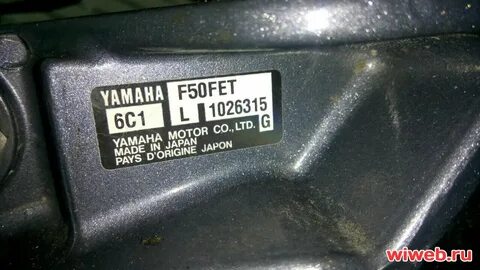 YAMAHA F50FET
6C1 L 1026315
YAMAHA MOTOR CO., LTD. G
MADE IN JAPAN
PAYS D'ORIGINE JAPON
wiweb.ru